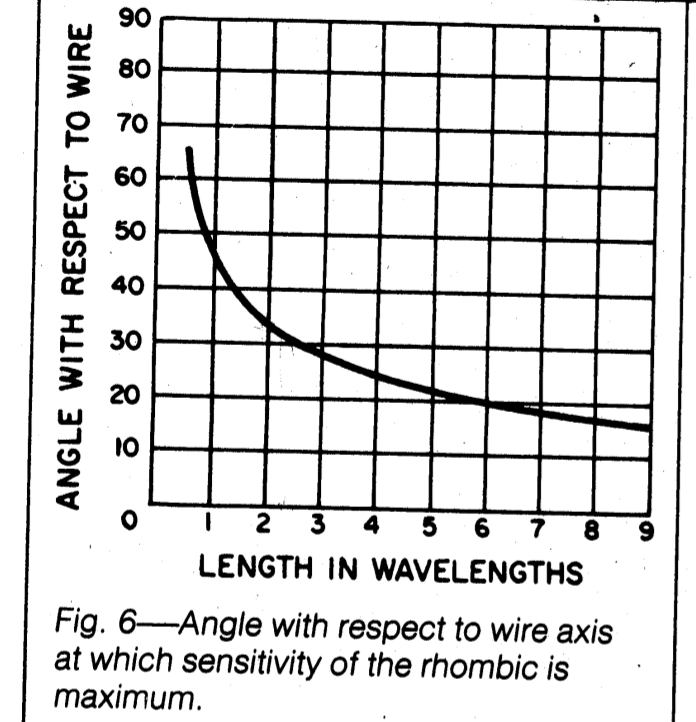 ANGLE WITH RESPECT TO WIRE
90
80
70
60
50
40
30
20
10
0 1 2 3 4 5 6 7 8 9
LENGTH IN WAVELENGTHS
Fig. 6—Angle with respect to wire axis
at which sensitivity of the rhombic is
maximum.